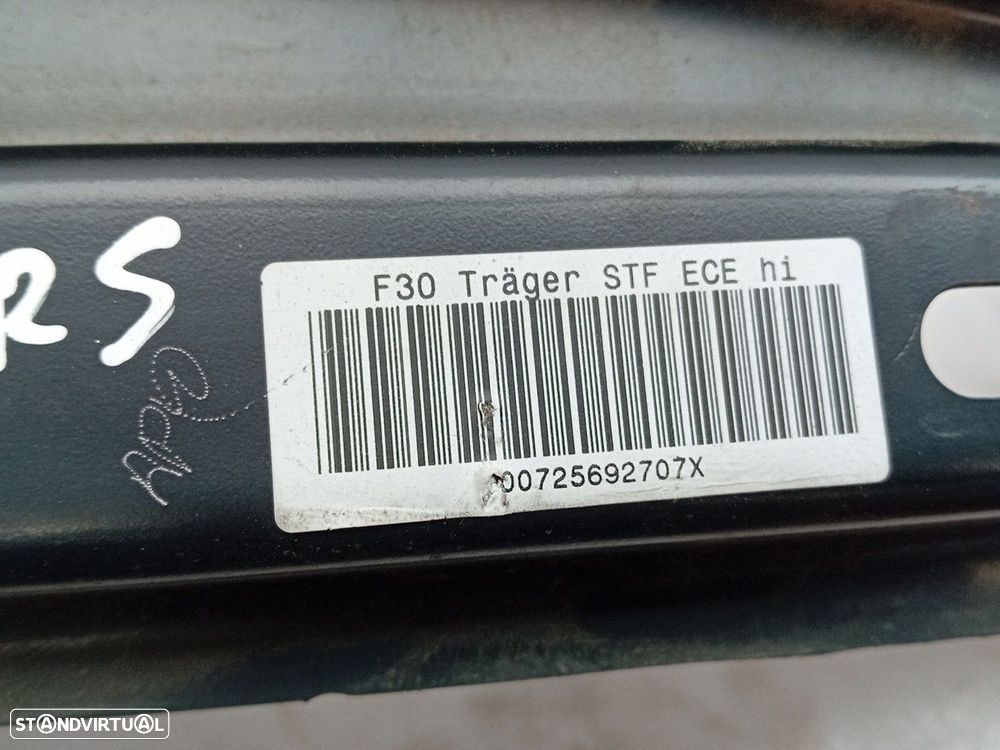 F30 Träger STF ECE hi
00725692707X
RS
STANDVIRTUAL